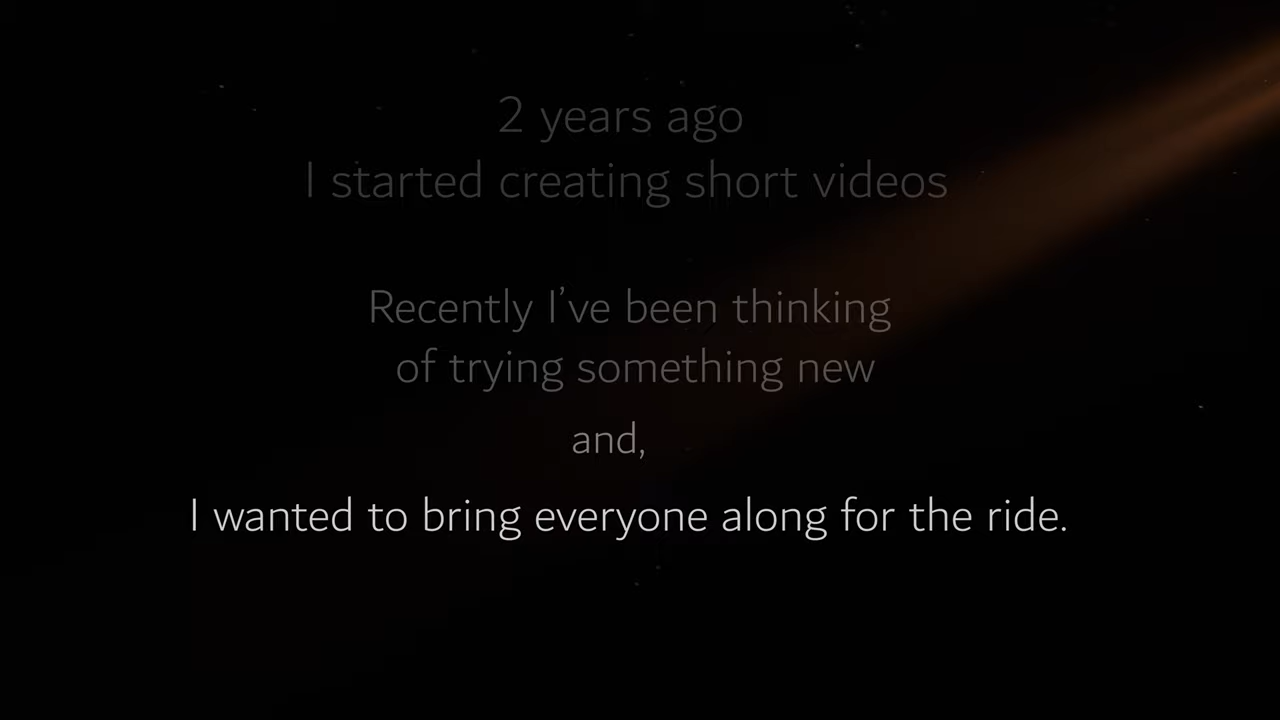 2 years ago
I started creating short videos
Recently I’ve been thinking
of trying something new
and,
I wanted to bring everyone along for the ride.